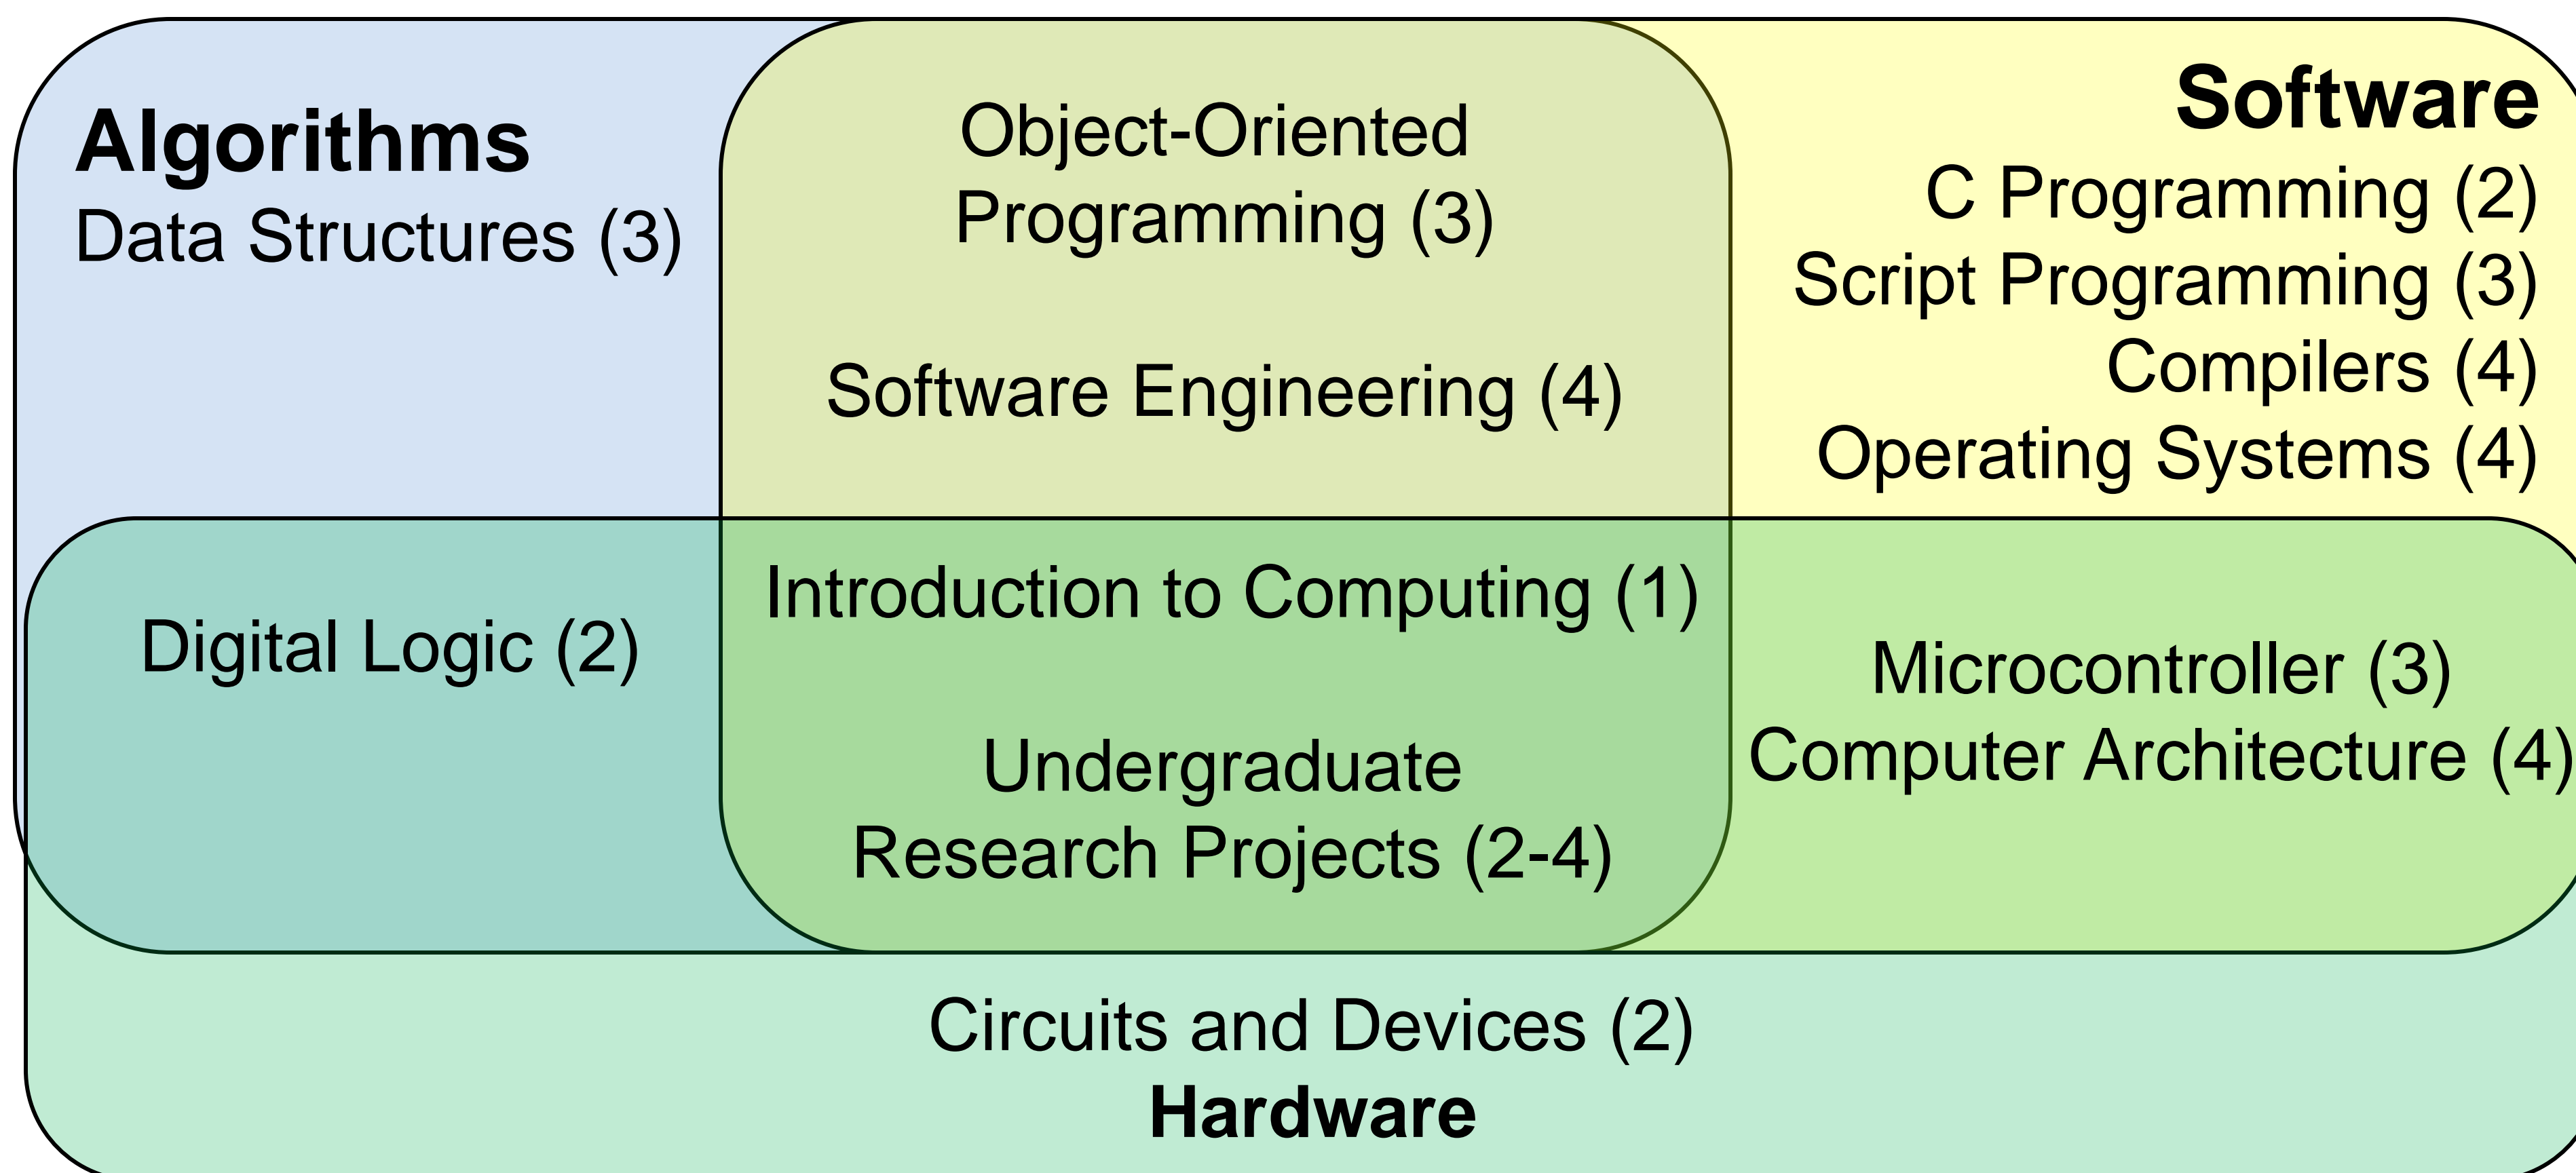 Algorithms
Data Structures (3)
Object-Oriented
Programming (3)
Software Engineering (4)
Software
C Programming (2)
Script Programming (3)
Compilers (4)
Operating Systems (4)
Digital Logic (2)
Introduction to Computing (1)
Undergraduate
Research Projects (2-4)
Microcontroller (3)
Computer Architecture (4)
Circuits and Devices (2)
Hardware